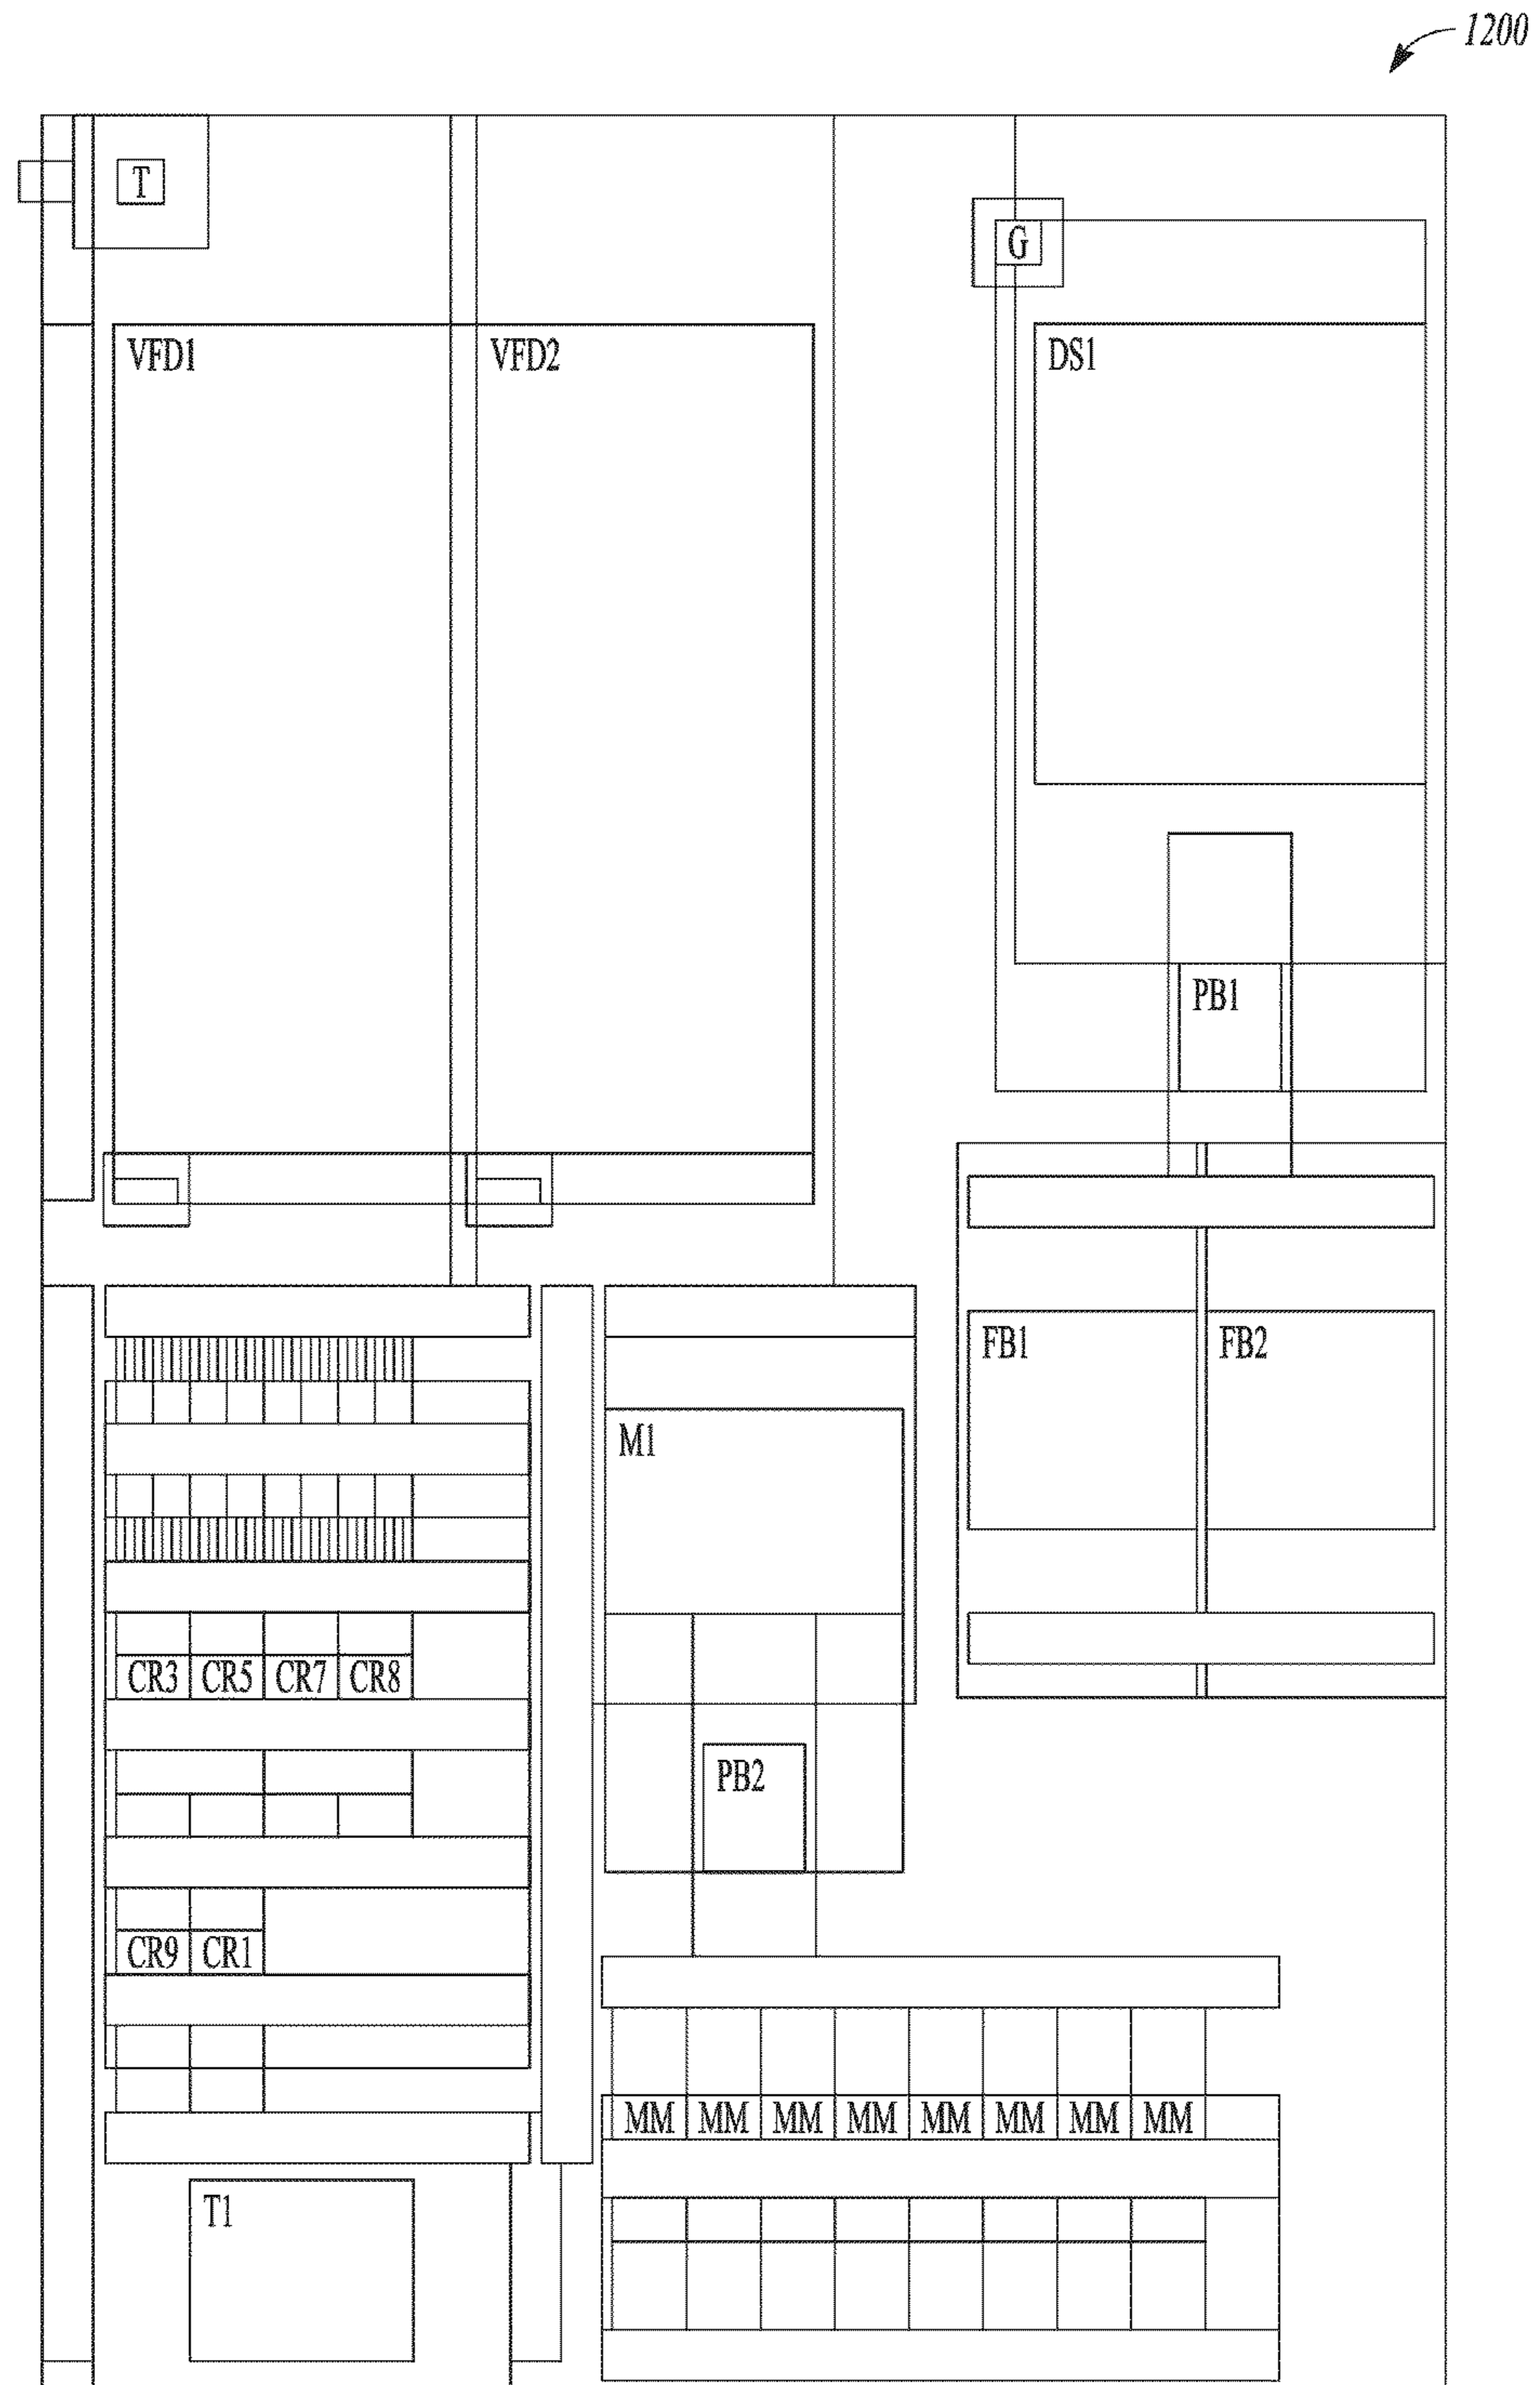 1200
T
G
VFD1 VFD2 DS1
PB1
FB1 FB2
M1
CR3 CR5 CR7 CR8
PB2
CR9 CR1
MM MM MM MM MM MM MM MM
T1